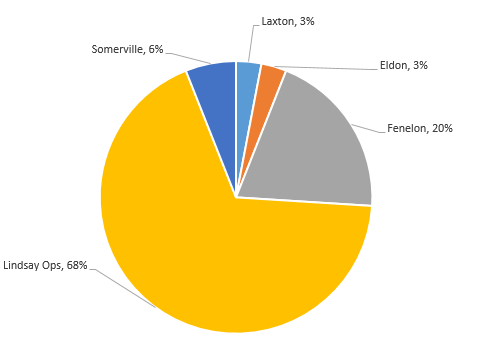 Laxton, 3%
Somerville, 6%
Eldon, 3%
Fenelon, 20%
Lindsay Ops, 68%